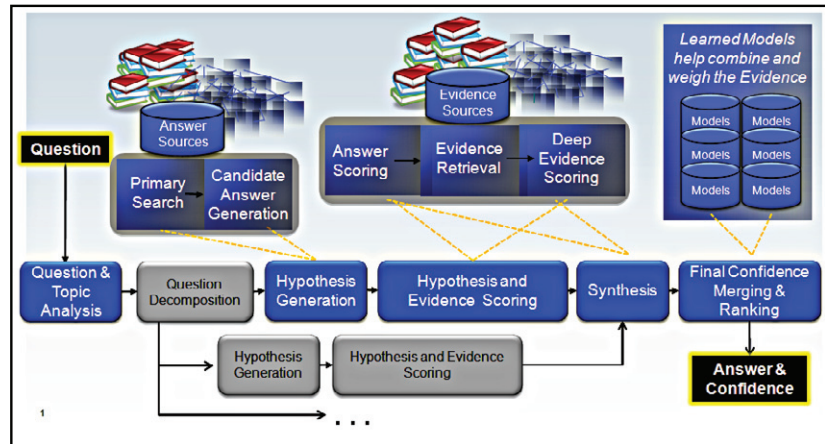 Learned Models
help combine and
weigh the Evidence
Evidence
Sources
Answer
Sources
Models
Models
Models
Models
Models
Models
Question
Answer
Scoring
Evidence
Retrieval
Deep
Evidence
Scoring
Primary
Search
Candidate
Answer
Generation
Question &
Topic
Analysis
Question
Decomposition
Hypothesis
Generation
Hypothesis and
Evidence Scoring
Synthesis
Final Confidence
Merging &
Ranking
Hypothesis
Generation
Hypothesis and Evidence
Scoring
Answer &
Confidence
. . .
1